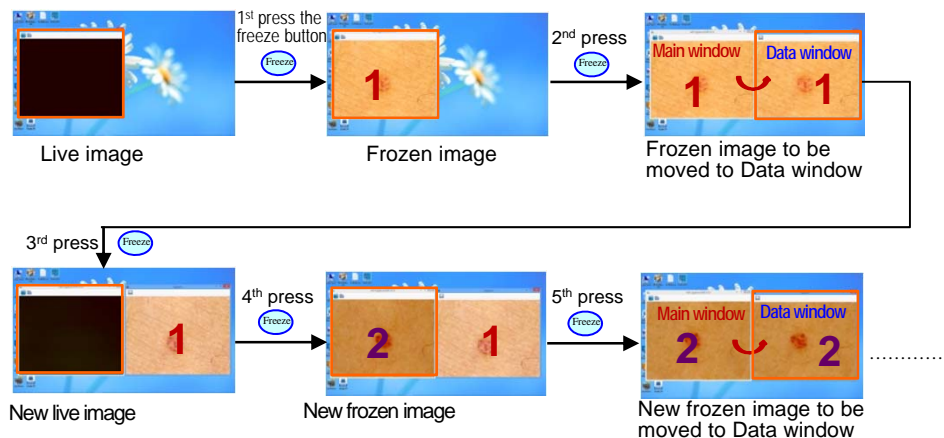 1st press the
freeze button
Freeze
2nd press
Freeze
Main window
Data window
1
1
1
Live image
Frozen image
Frozen image to be
moved to Data window
3rd press
Freeze
4th press
Freeze
5th press
Freeze
Main window
Data window
1
2
1
2
2
............
New live image
New frozen image
New frozen image to be
moved to Data window